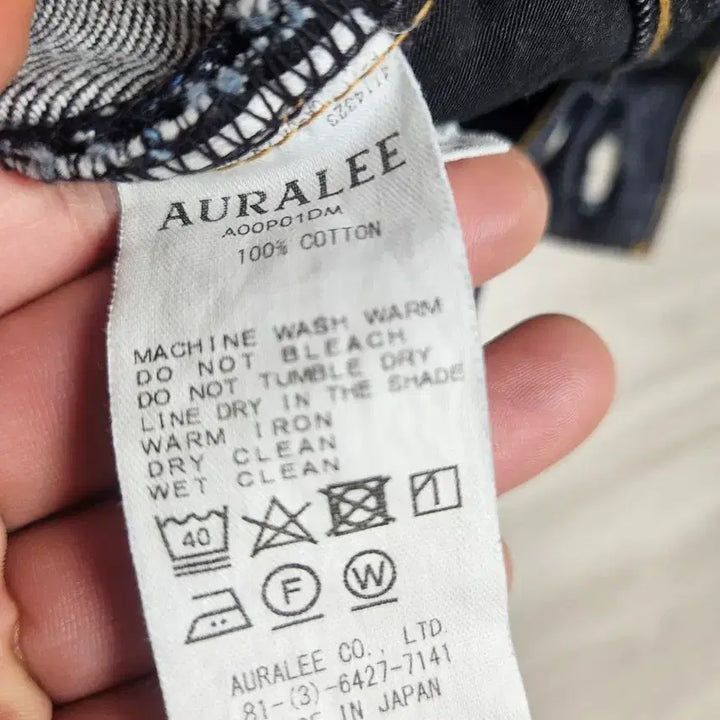 4114323
AURALEE
A00P01DM
100% COTTON
MACHINE WASH WARM
DO NOT BLEACH
DO NOT TUMBLE DRY
LINE DRY IN THE SHADE
WARM IRON
DRY CLEAN
WET CLEAN
40
F W
AURALEE CO., LTD.
81-(3)-6427-7141
IN JAPAN